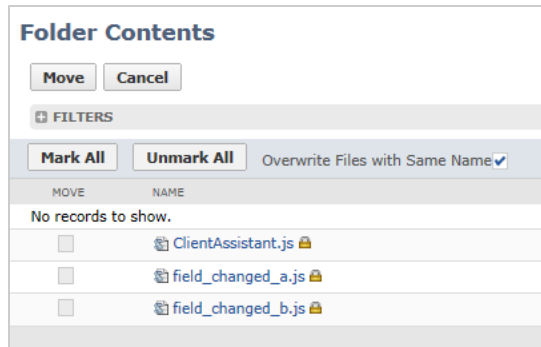 Folder Contents
Move Cancel
FILTERS
Mark All Unmark All Overwrite Files with Same Name
MOVE NAME
No records to show.
ClientAssistant.js
field_changed_a.js
field_changed_b.js